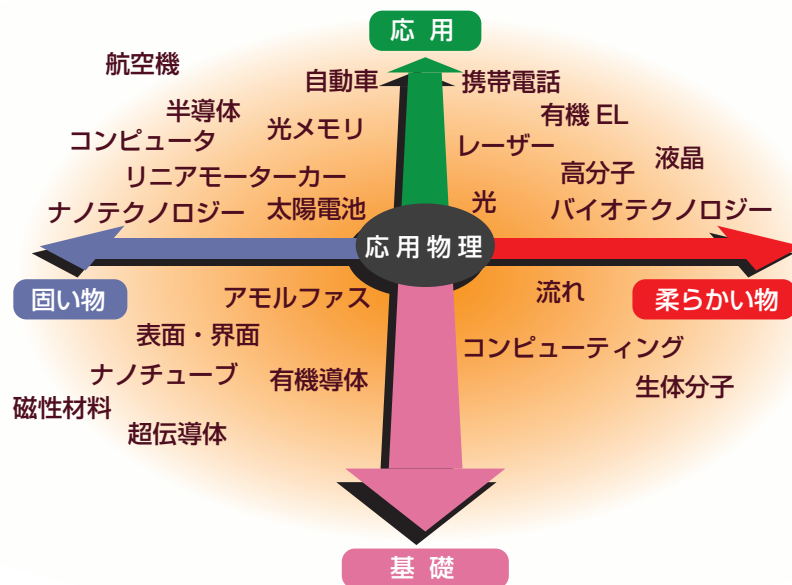 応用
航空機
自動車
携帯電話
半導体
光メモリ
有機 EL
コンピュータ
レーザー
液晶
リニアモーターカー
高分子
ナノテクノロジー
太陽電池
光
バイオテクノロジー
応用物理
固い物
アモルファス
流れ
柔らかい物
表面・界面
コンピューティング
ナノチューブ
有機導体
生体分子
磁性材料
超伝導体
基礎